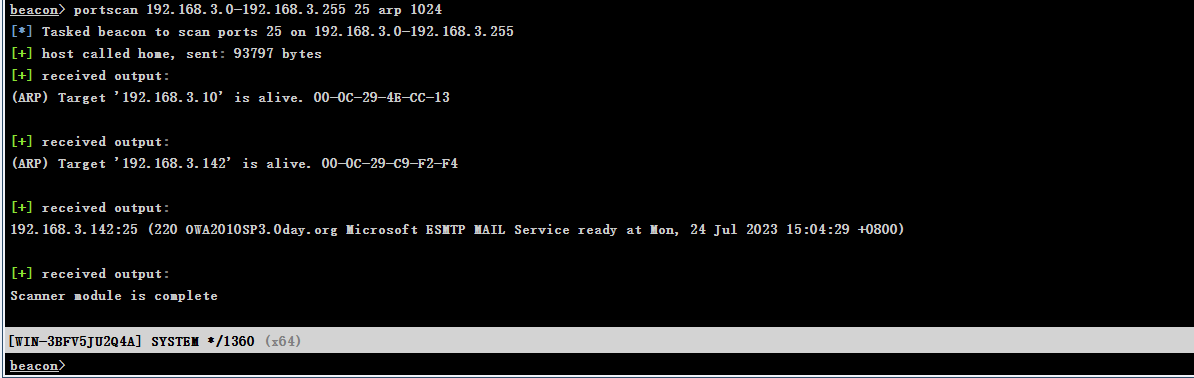 beacon> portscan 192.168.3.0-192.168.3.255 25 arp 1024
[*] Tasked beacon to scan ports 25 on 192.168.3.0-192.168.3.255
[+] host called home, sent: 93797 bytes
[+] received output:
(ARP) Target '192.168.3.10' is alive. 00-0C-29-4E-CC-13
[+] received output:
(ARP) Target '192.168.3.142' is alive. 00-0C-29-C9-F2-F4
[+] received output:
192.168.3.142:25 (220 OWA2010SP3.0day.org Microsoft ESMTP MAIL Service ready at Mon, 24 Jul 2023 15:04:29 +0800)
[+] received output:
Scanner module is complete
[WIN-3BFV5JU2Q4A] SYSTEM */1360 (x64)
beacon>